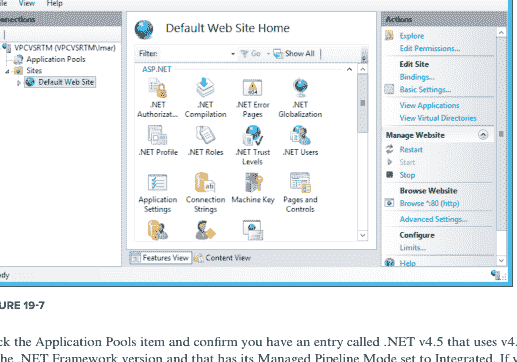 File View Help
Connections
VPCVSRTM (VPCVSRTM\Imar)
Application Pools
Sites
Default Web Site
Default Web Site Home
Filter: Go Show All
ASP.NET
.NET Authorizat...
.NET Compilation
.NET Error Pages
.NET Globalization
.NET Profile
.NET Roles
.NET Trust Levels
.NET Users
Application Settings
Connection Strings
Machine Key
Pages and Controls
Features View Content View
Actions
Explore
Edit Permissions...
Edit Site
Bindings...
Basic Settings...
View Applications
View Virtual Directories
Manage Website
Restart
Start
Stop
Browse Website
Browse *:80 (http)
Advanced Settings...
Configure
Limits...
Help
URE 19-7
ck the Application Pools item and confirm you have an entry called .NET v4.5 that uses v4.
he .NET Framework version and that has its Managed Pipeline Mode set to Integrated. If y